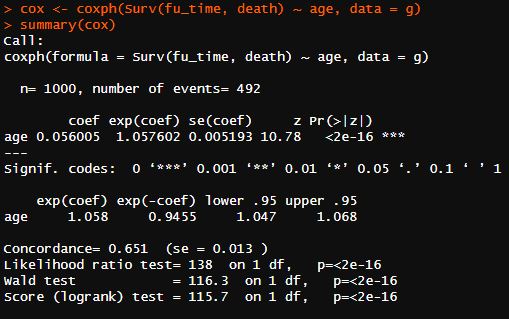 > cox <- coxph(Surv(fu_time, death) ~ age, data = g)
> summary(cox)
Call:
coxph(formula = Surv(fu_time, death) ~ age, data = g)
  n= 1000, number of events= 492
        coef exp(coef) se(coef)     z Pr(>|z|)
age 0.056005  1.057602 0.005193 10.78   <2e-16 ***
---
Signif. codes:  0 ‘***’ 0.001 ‘**’ 0.01 ‘*’ 0.05 ‘.’ 0.1 ‘ ’ 1
    exp(coef) exp(-coef) lower .95 upper .95
age     1.058     0.9455     1.047     1.068
Concordance= 0.651  (se = 0.013 )
Likelihood ratio test= 138  on 1 df,   p=<2e-16
Wald test            = 116.3  on 1 df,   p=<2e-16
Score (logrank) test = 115.7  on 1 df,   p=<2e-16